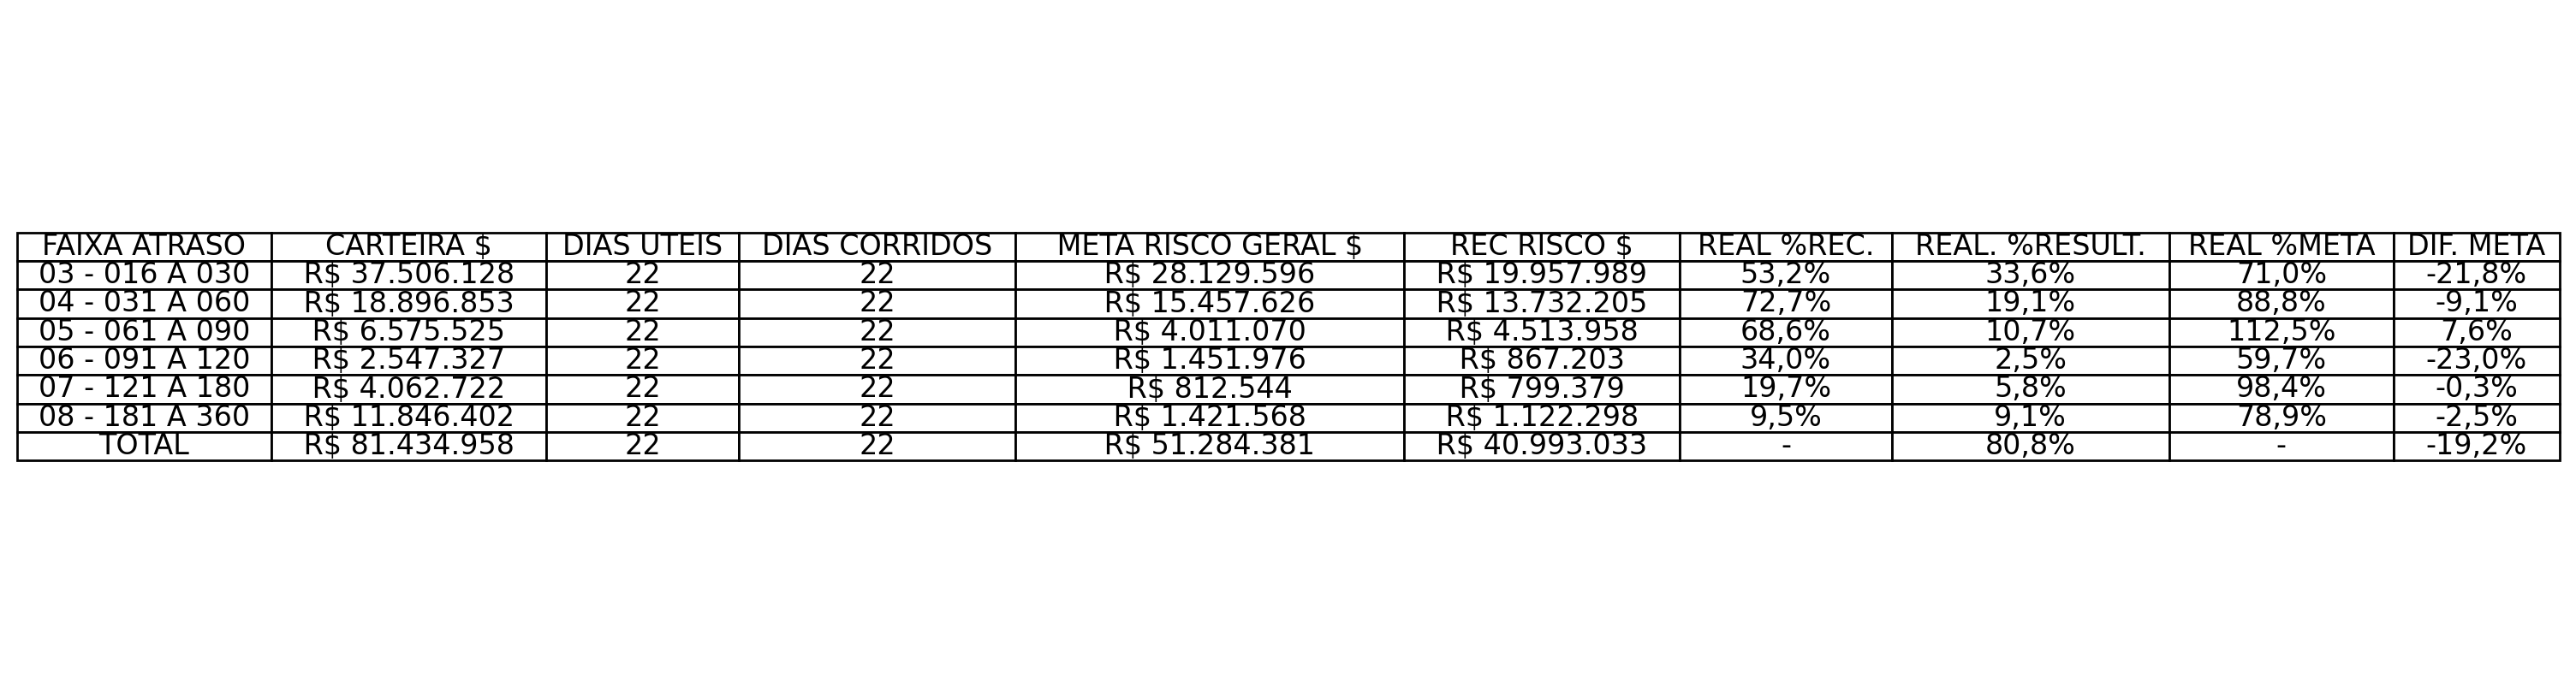 FAIXA ATRASO CARTEIRA $ DIAS UTEIS DIAS CORRIDOS META RISCO GERAL $ REC RISCO $ REAL %REC. REAL. %RESULT. REAL %META DIF. META
03 - 016 A 030 R$ 37.506.128 22 22 R$ 28.129.596 R$ 19.957.989 53,2% 33,6% 71,0% -21,8%
04 - 031 A 060 R$ 18.896.853 22 22 R$ 15.457.626 R$ 13.732.205 72,7% 19,1% 88,8% -9,1%
05 - 061 A 090 R$ 6.575.525 22 22 R$ 4.011.070 R$ 4.513.958 68,6% 10,7% 112,5% 7,6%
06 - 091 A 120 R$ 2.547.327 22 22 R$ 1.451.976 R$ 867.203 34,0% 2,5% 59,7% -23,0%
07 - 121 A 180 R$ 4.062.722 22 22 R$ 812.544 R$ 799.379 19,7% 5,8% 98,4% -0,3%
08 - 181 A 360 R$ 11.846.402 22 22 R$ 1.421.568 R$ 1.122.298 9,5% 9,1% 78,9% -2,5%
TOTAL R$ 81.434.958 22 22 R$ 51.284.381 R$ 40.993.033 - 80,8% - -19,2%